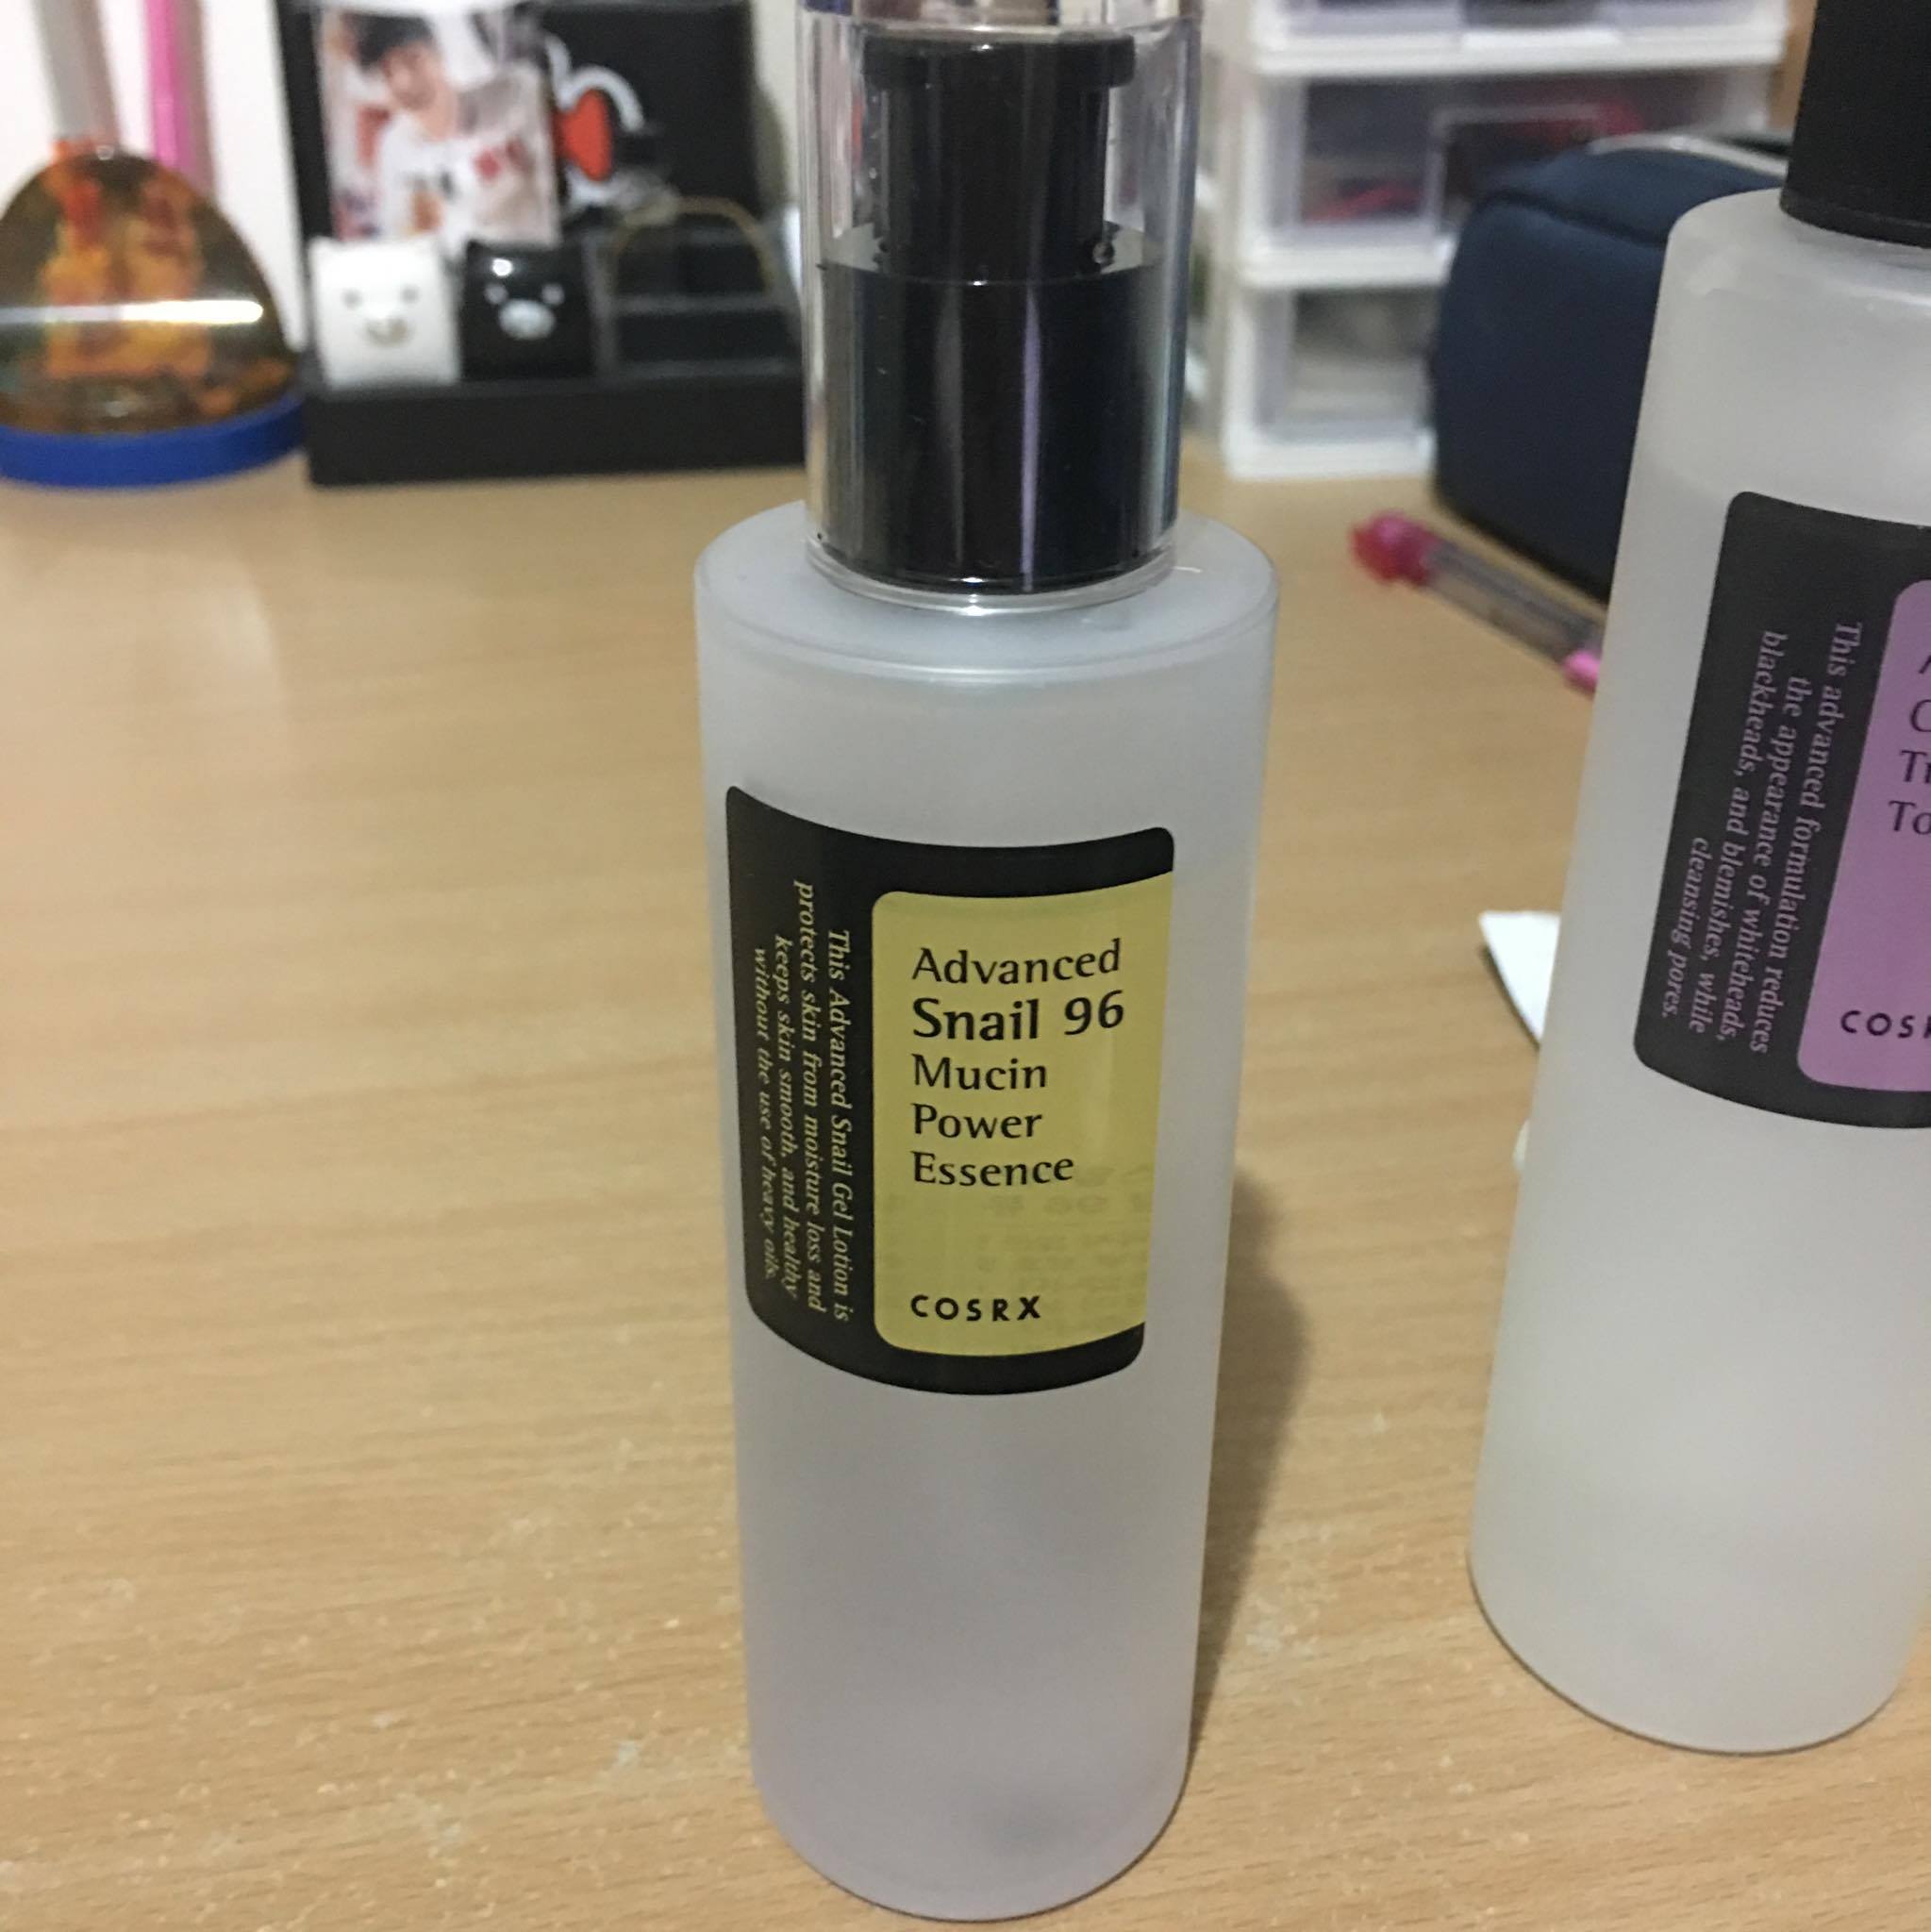 Advanced
Snail 96
Mucin
Power
Essence
COSRX
This Advanced Snail Gel Lotion is
protects skin from moisture loss and
keeps skin smooth, and healthy
without the use of heavy oils.
This advanced formulation reduces
the appearance of whiteheads,
blackheads, and blemishes, while
cleansing pores.